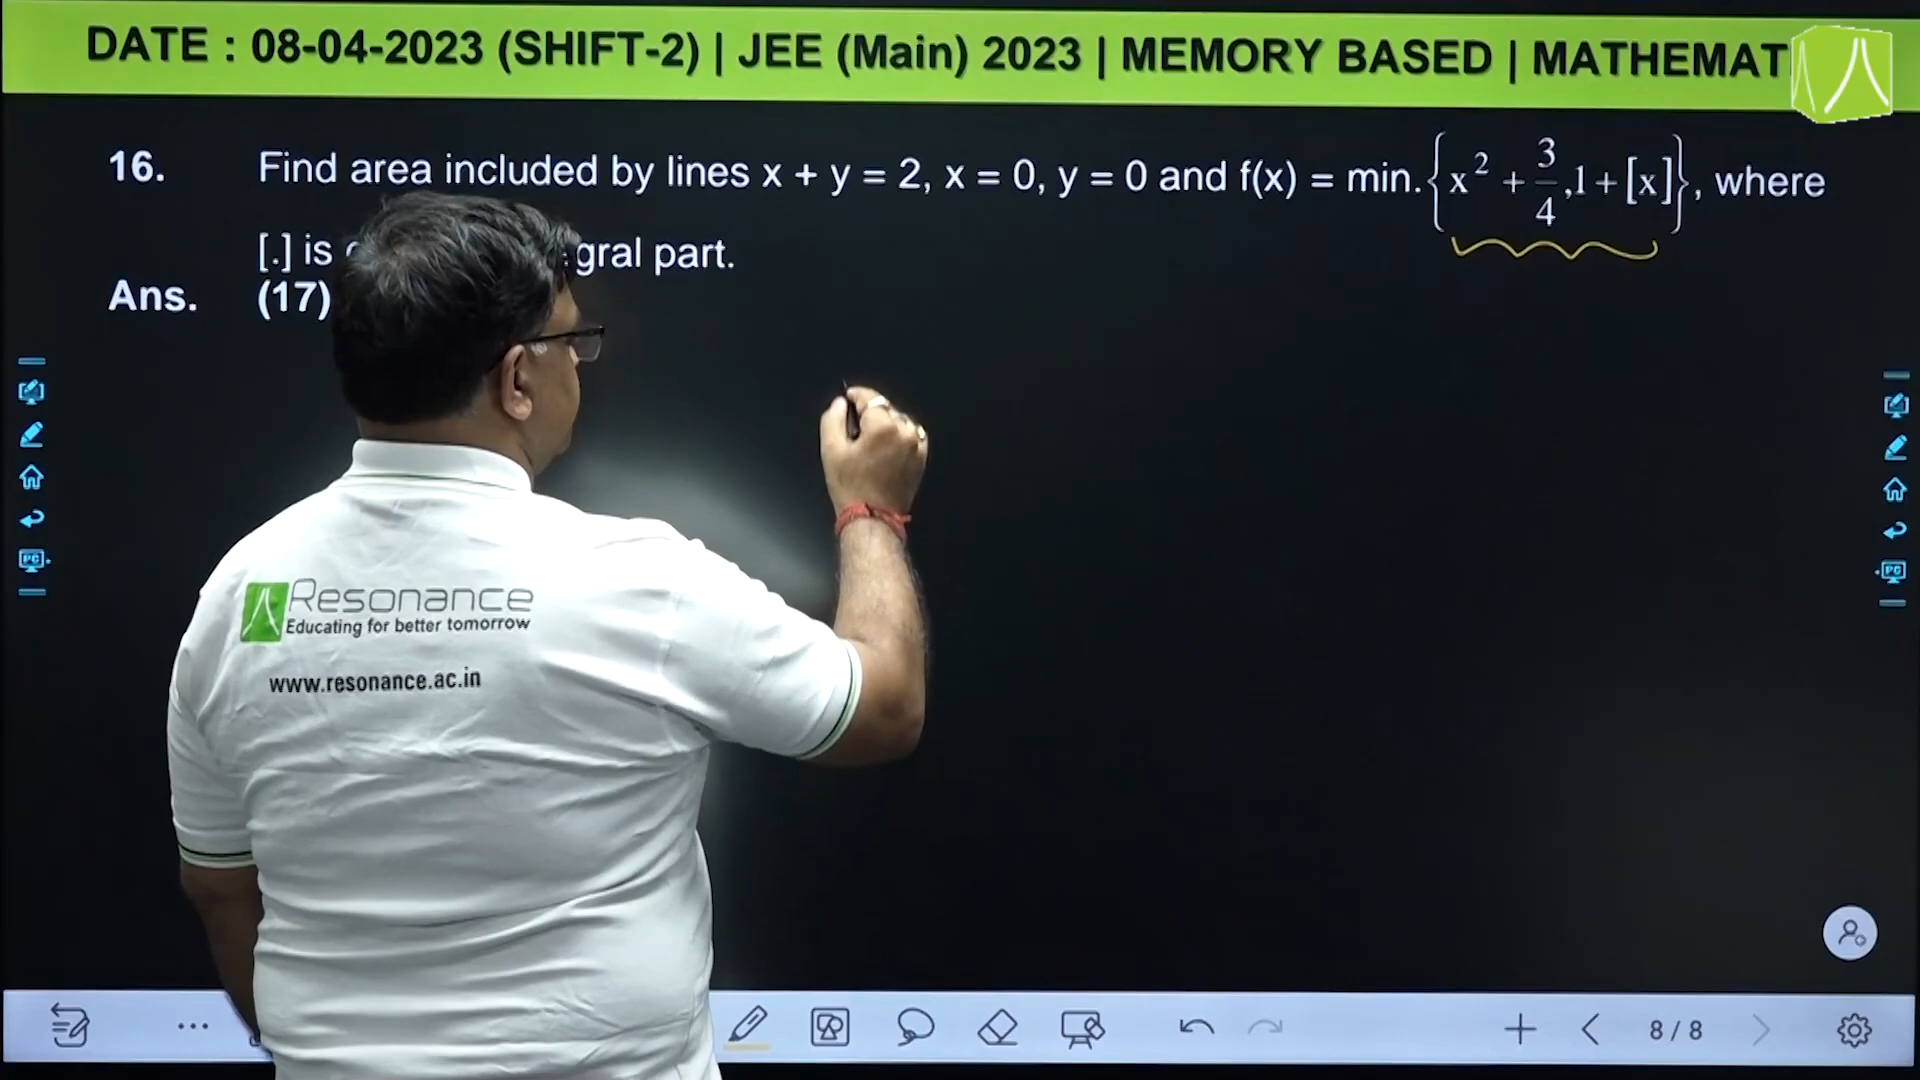 DATE : 08-04-2023 (SHIFT-2) | JEE (Main) 2023 | MEMORY BASED | MATHEMAT
16. Find area included by lines x + y = 2, x = 0, y = 0 and f(x) = min. {x² + 3/4, 1 + [x]}, where
[.] is gral part.
Ans. (17)
Resonance
Educating for better tomorrow
www.resonance.ac.in
PC
PC
8 / 8